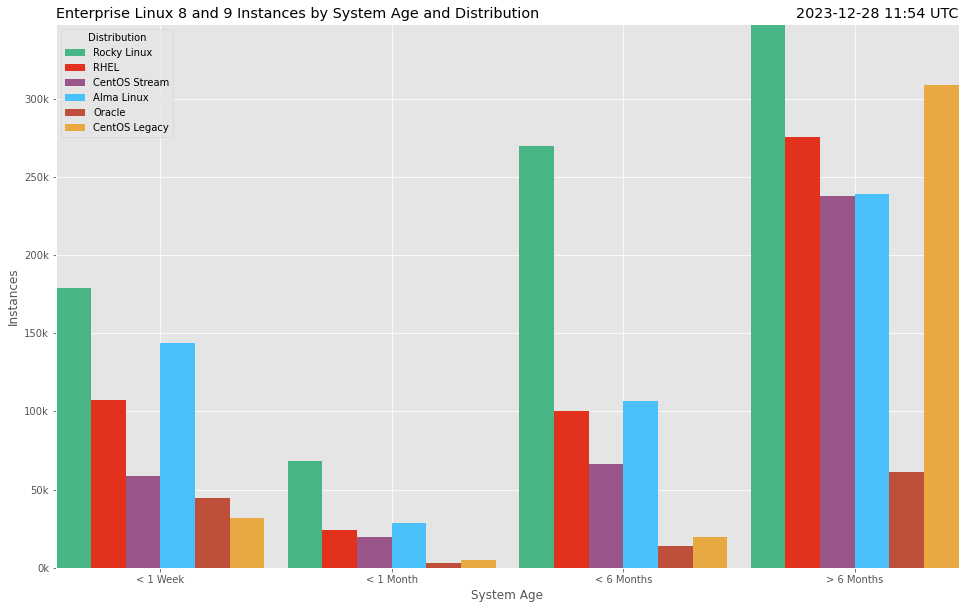 Enterprise Linux 8 and 9 Instances by System Age and Distribution
2023-12-28 11:54 UTC
Distribution
Rocky Linux
RHEL
CentOS Stream
Alma Linux
Oracle
CentOS Legacy
300k
250k
200k
150k
100k
50k
0k
Instances
< 1 Week
< 1 Month
< 6 Months
> 6 Months
System Age